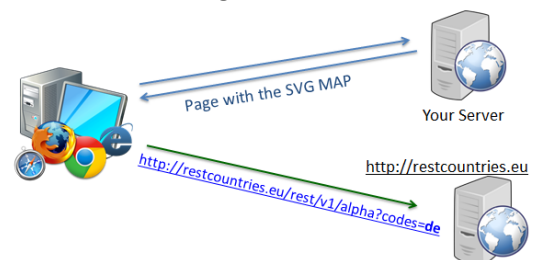 Page with the SVG MAP
Your Server
http://restcountries.eu
http://restcountries.eu/rest/v1/alpha?codes=de